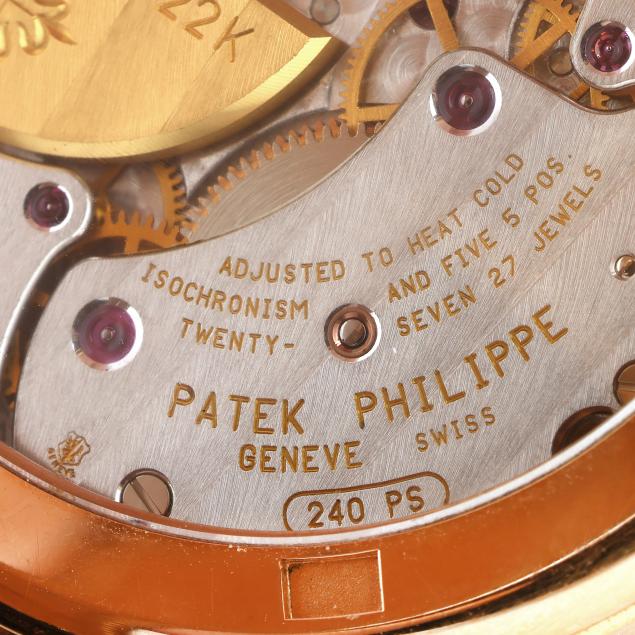 22K
ADJUSTED TO HEAT COLD
ISOCHRONISM AND FIVE 5 POS.
TWENTY- SEVEN 27 JEWELS
PATEK PHILIPPE
GENEVE SWISS
240 PS
GENEVE